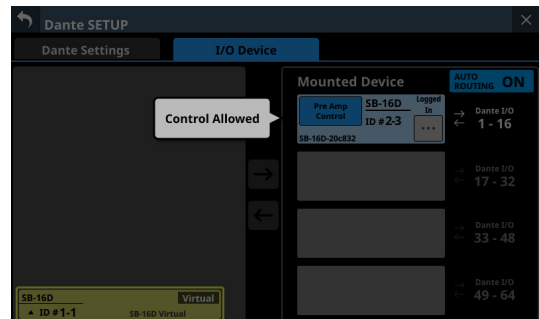 Dante SETUP
Dante Settings
I/O Device
Mounted Device
AUTO
ROUTING ON
Control Allowed
Pre Amp
Control
SB-16D
ID # 2-3
Logged
In
...
SB-16D-20c832
Dante I/O
1 - 16
Dante I/O
17 - 32
Dante I/O
33 - 48
Dante I/O
49 - 64
SB-16D
Virtual
ID # 1-1
SB-16D Virtual